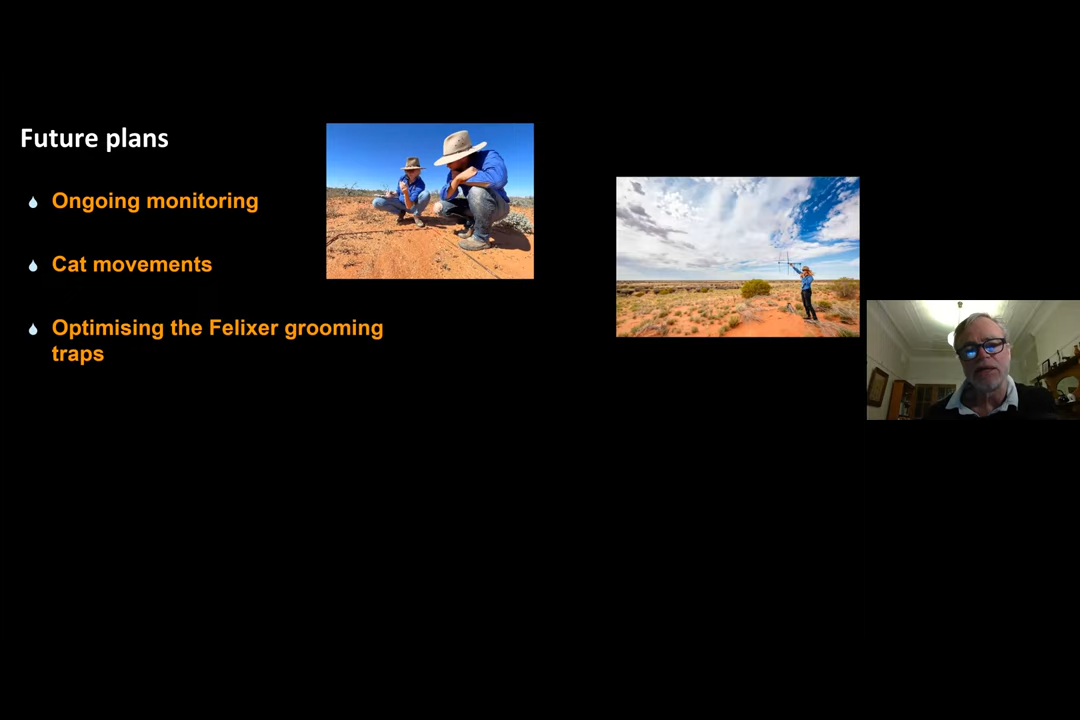 Future plans
Ongoing monitoring
Cat movements
Optimising the Felixer grooming
traps